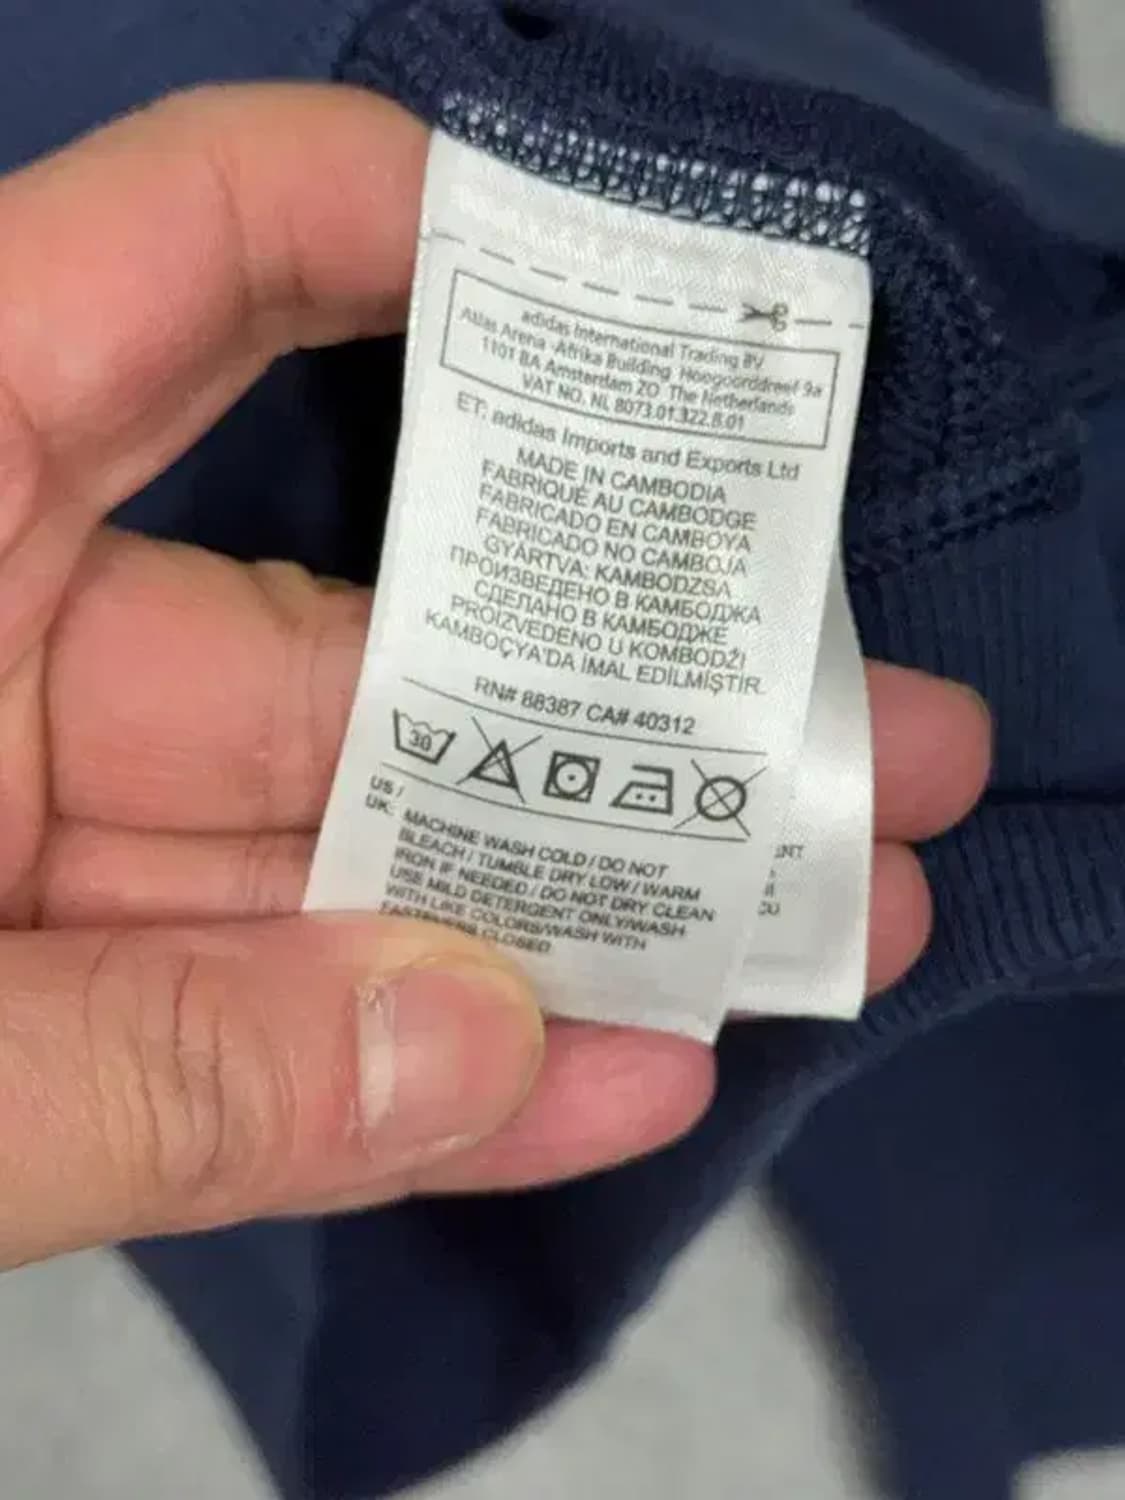 adidas International Trading BV
Atlas Arena -Afrika Building Hoogoorddreef 9a
1101 BA Amsterdam ZO The Netherlands
VAT NO. NL 8073.01.322.B.01
ET: adidas Imports and Exports Ltd
MADE IN CAMBODIA
FABRIQUÉ AU CAMBODGE
FABRICADO EN CAMBOYA
FABRICADO NO CAMBOJA
GYÁRTVA: KAMBODZSA
ПРОИЗВЕДЕНО В КАМБОДЖА
СДЕЛАНО В КАМБОДЖЕ
PROIZVEDENO U KOMBODŽI
KAMBOÇYA'DA İMAL EDİLMİŞTİR.
RN# 88387 CA# 40312
30
US /
UK: MACHINE WASH COLD / DO NOT
BLEACH / TUMBLE DRY LOW / WARM
IRON IF NEEDED / DO NOT DRY CLEAN
USE MILD DETERGENT ONLY/WASH
WITH LIKE COLORS/WASH WITH
FASTENERS CLOSED